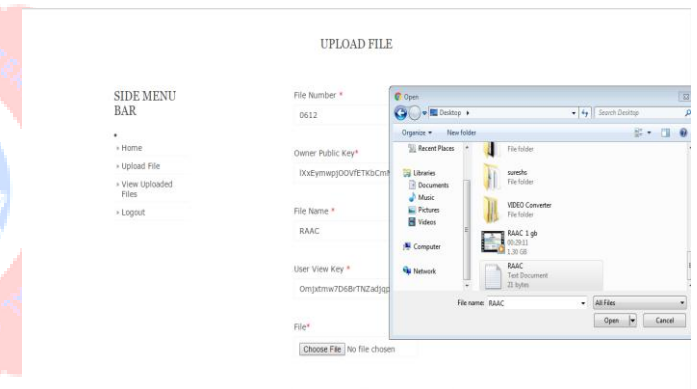 UPLOAD FILE
SIDE MENU
BAR
» Home
» Upload File
» View Uploaded
Files
» Logout
File Number *
0612
Owner Public Key*
File Name *
RAAC
User View Key *
File*
Choose File No file chosen
Open
Desktop
Search Desktop
Organize New folder
Recent Places
Libraries
Documents
Music
Pictures
Videos
Computer
Network
File folder
sureshs
File folder
VIDEO Converter
File folder
RAAC 1 gb
00:29:11
1.30 GB
RAAC
Text Document
21 bytes
File name: RAAC
All Files
Open Cancel